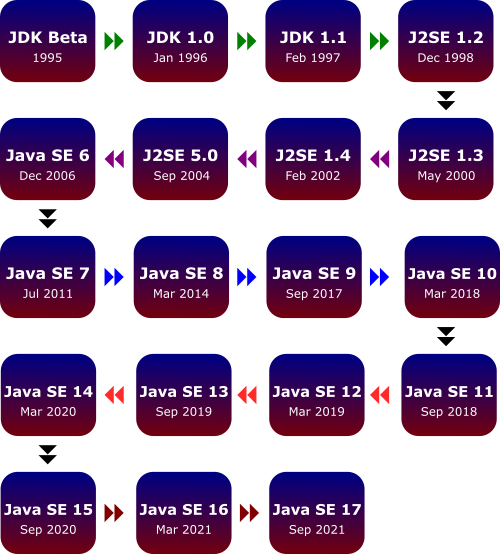 JDK Beta
1995
JDK 1.0
Jan 1996
JDK 1.1
Feb 1997
J2SE 1.2
Dec 1998
J2SE 1.3
May 2000
J2SE 1.4
Feb 2002
J2SE 5.0
Sep 2004
Java SE 6
Dec 2006
Java SE 7
Jul 2011
Java SE 8
Mar 2014
Java SE 9
Sep 2017
Java SE 10
Mar 2018
Java SE 11
Sep 2018
Java SE 12
Mar 2019
Java SE 13
Sep 2019
Java SE 14
Mar 2020
Java SE 15
Sep 2020
Java SE 16
Mar 2021
Java SE 17
Sep 2021